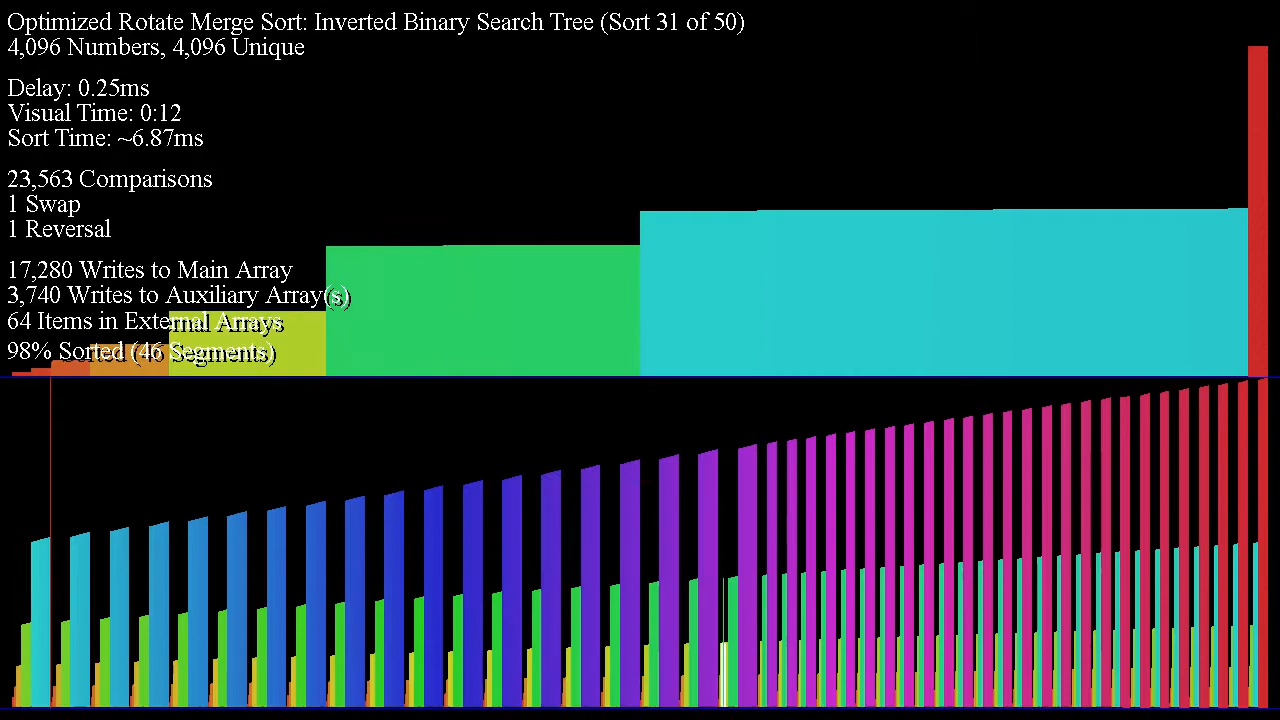 Optimized Rotate Merge Sort: Inverted Binary Search Tree (Sort 31 of 50)
4,096 Numbers, 4,096 Unique
Delay: 0.25ms
Visual Time: 0:12
Sort Time: ~6.87ms
23,563 Comparisons
1 Swap
1 Reversal
17,280 Writes to Main Array
3,740 Writes to Auxiliary Array(s)
64 Items in External Arrays
98% Sorted (46 Segments)